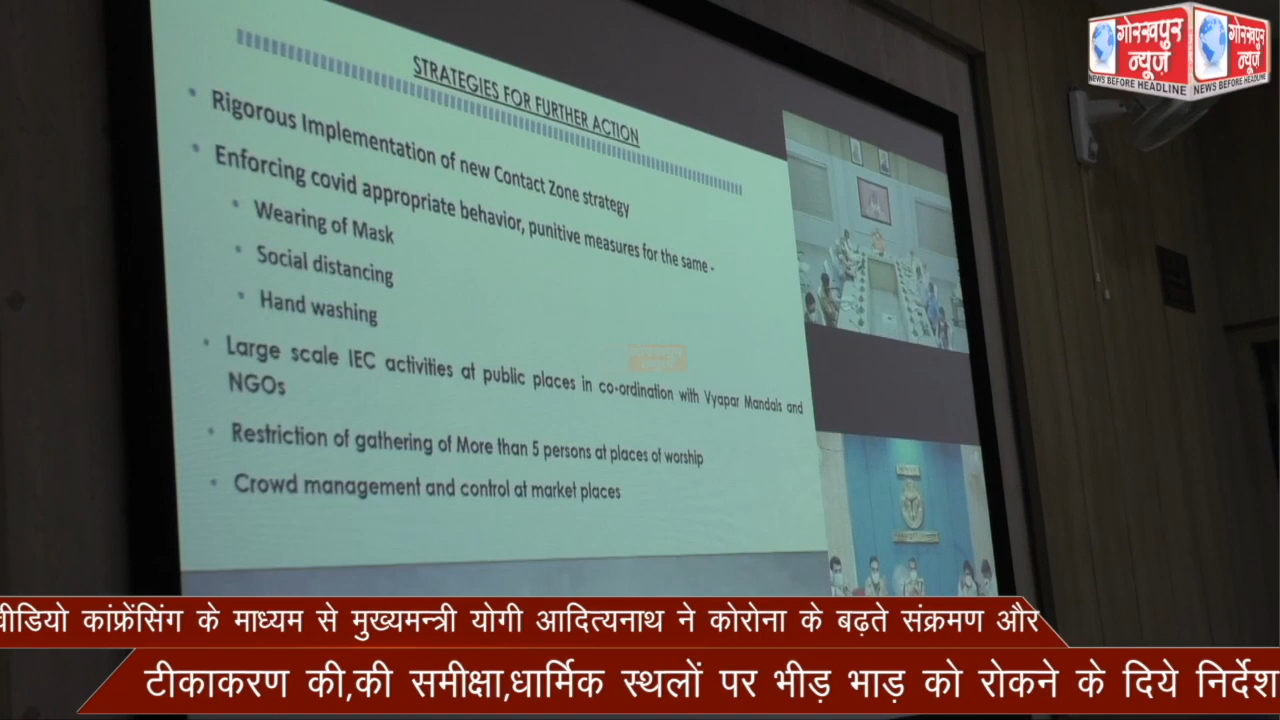 STRATEGIES FOR FURTHER ACTION
Rigorous Implementation of new Contact Zone strategy
Enforcing covid appropriate behavior, punitive measures for the same -
Wearing of Mask
Social distancing
Hand washing
Large scale IEC activities at public places in co-ordination with Vyapar Mandals and
NGOs
Restriction of gathering of More than 5 persons at places of worship
Crowd management and control at market places
गोरखपुर
न्यूज़
NEWS BEFORE HEADLINE
गोरखपुर
न्यूज़
NEWS BEFORE HEADLINE
वीडियो कांफ्रेंसिंग के माध्यम से मुख्यमन्त्री योगी आदित्यनाथ ने कोरोना के बढ़ते संक्रमण और
टीकाकरण की,की समीक्षा,धार्मिक स्थलों पर भीड़ भाड़ को रोकने के दिये निर्देश